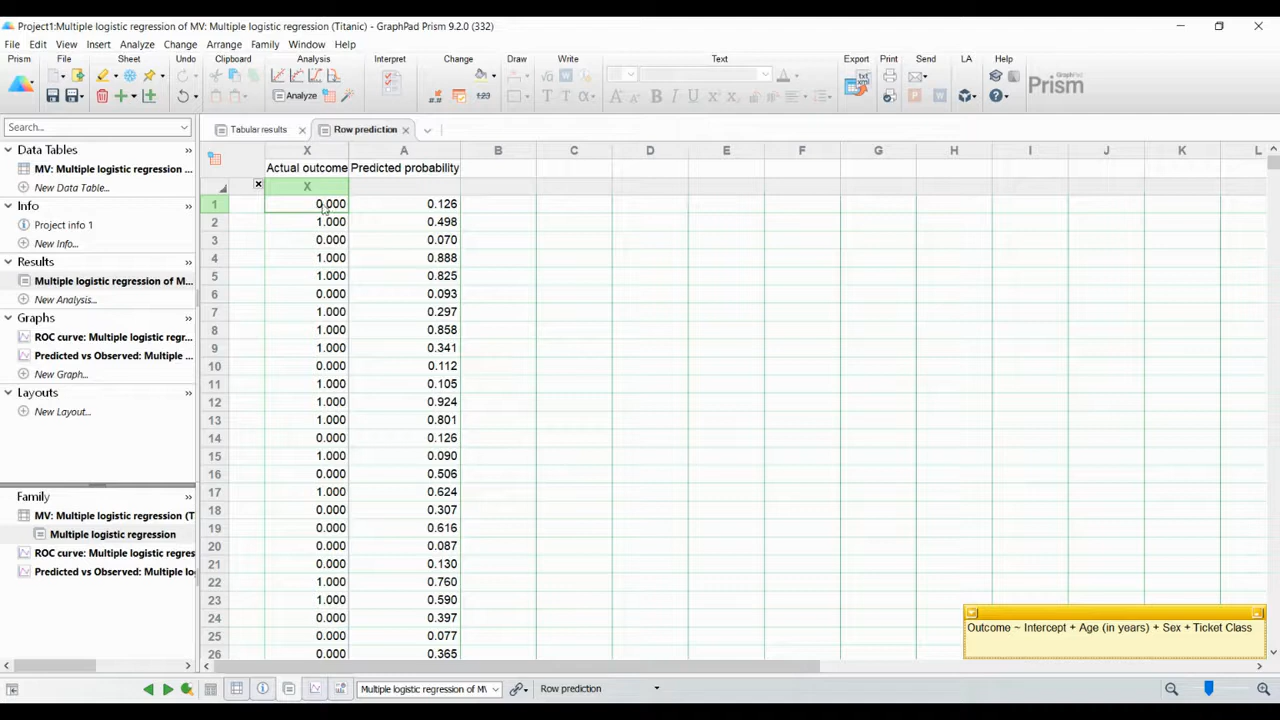 Project1:Multiple logistic regression of MV: Multiple logistic regression (Titanic) - GraphPad Prism 9.2.0 (332)
File Edit View Insert Analyze Change Arrange Family Window Help
Prism File Sheet Undo Clipboard Analysis Interpret Change Draw Write Text Export Print Send LA Help
Analyze
Prism
Search...
Tabular results
Row prediction
Data Tables
MV: Multiple logistic regression ...
New Data Table...
Info
Project info 1
New Info...
Results
Multiple logistic regression of M...
New Analysis...
Graphs
ROC curve: Multiple logistic regr...
Predicted vs Observed: Multiple ...
New Graph...
Layouts
New Layout...
Family
MV: Multiple logistic regression (T
Multiple logistic regression
ROC curve: Multiple logistic regres
Predicted vs Observed: Multiple lo
X A B C D E F G H I J K L
Actual outcome Predicted probability
X
1 0.000 0.126
2 1.000 0.498
3 0.000 0.070
4 1.000 0.888
5 1.000 0.825
6 0.000 0.093
7 1.000 0.297
8 1.000 0.858
9 1.000 0.341
10 0.000 0.112
11 1.000 0.105
12 1.000 0.924
13 1.000 0.801
14 0.000 0.126
15 1.000 0.090
16 0.000 0.506
17 1.000 0.624
18 0.000 0.307
19 0.000 0.616
20 0.000 0.087
21 0.000 0.130
22 1.000 0.760
23 1.000 0.590
24 0.000 0.397
25 0.000 0.077
26 0.000 0.365
Outcome ~ Intercept + Age (in years) + Sex + Ticket Class
Multiple logistic regression of M
Row prediction